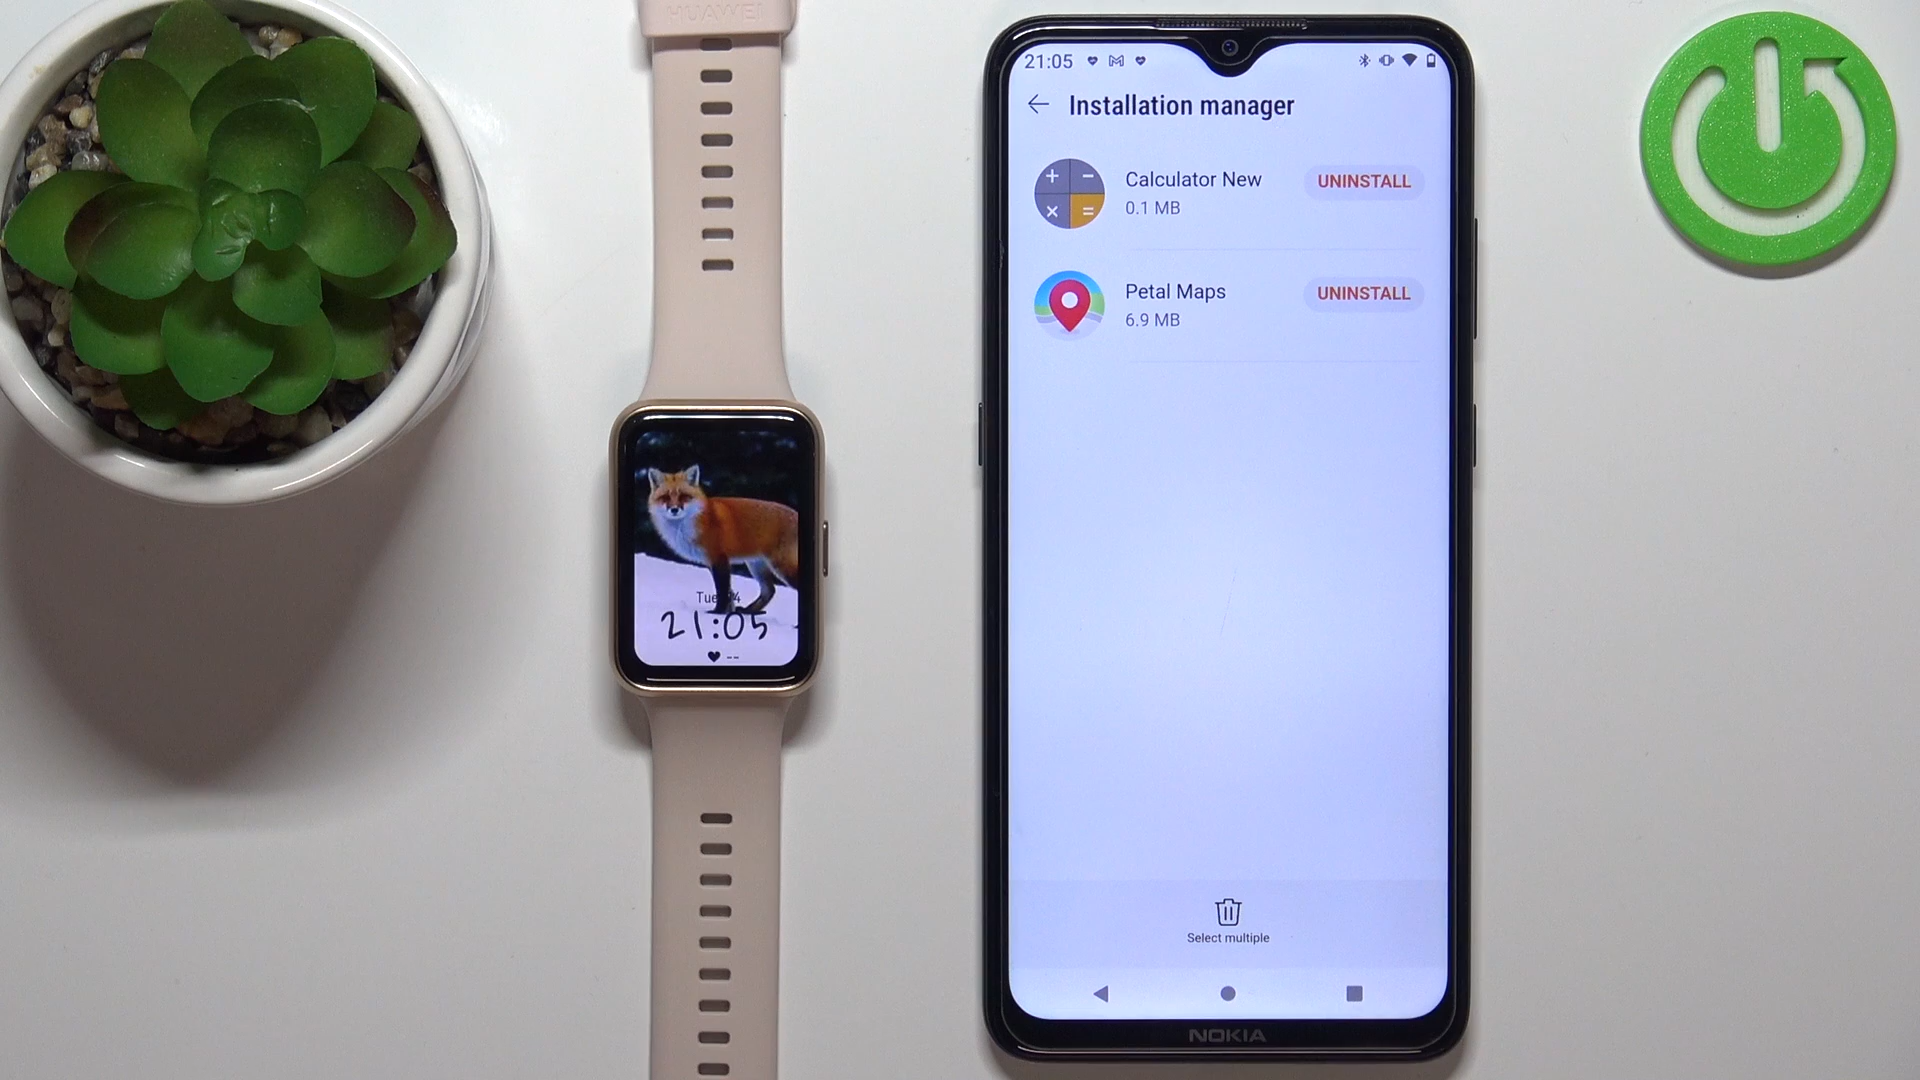 HUAWEI
Tue
21:05
--
21:05
Installation manager
Calculator New
0.1 MB
UNINSTALL
Petal Maps
6.9 MB
UNINSTALL
Select multiple
NOKIA